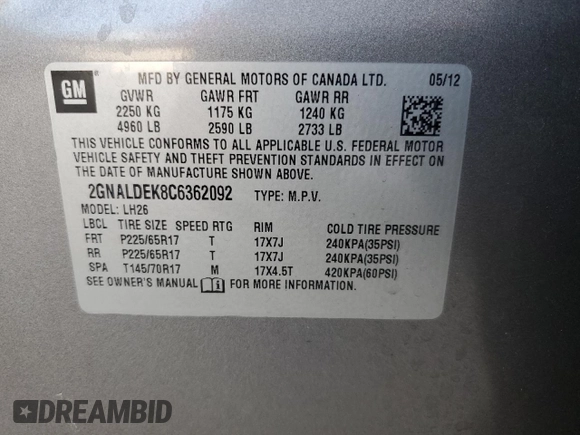 GM
MFD BY GENERAL MOTORS OF CANADA LTD. 05/12
GVWR GAWR FRT GAWR RR
2250 KG 1175 KG 1240 KG
4960 LB 2590 LB 2733 LB
THIS VEHICLE CONFORMS TO ALL APPLICABLE U.S. FEDERAL MOTOR
VEHICLE SAFETY AND THEFT PREVENTION STANDARDS IN EFFECT ON
THE DATE OF MANUFACTURE SHOWN ABOVE.
2GNALDEK8C6362092 TYPE: M.P.V.
MODEL: LH26
LBCL TIRE SIZE SPEED RTG RIM COLD TIRE PRESSURE
FRT P225/65R17 T 17X7J 240KPA(35PSI)
RR P225/65R17 T 17X7J 240KPA(35PSI)
SPA T145/70R17 M 17X4.5T 420KPA(60PSI)
SEE OWNER'S MANUAL FOR MORE INFORMATION.
DREAMBID